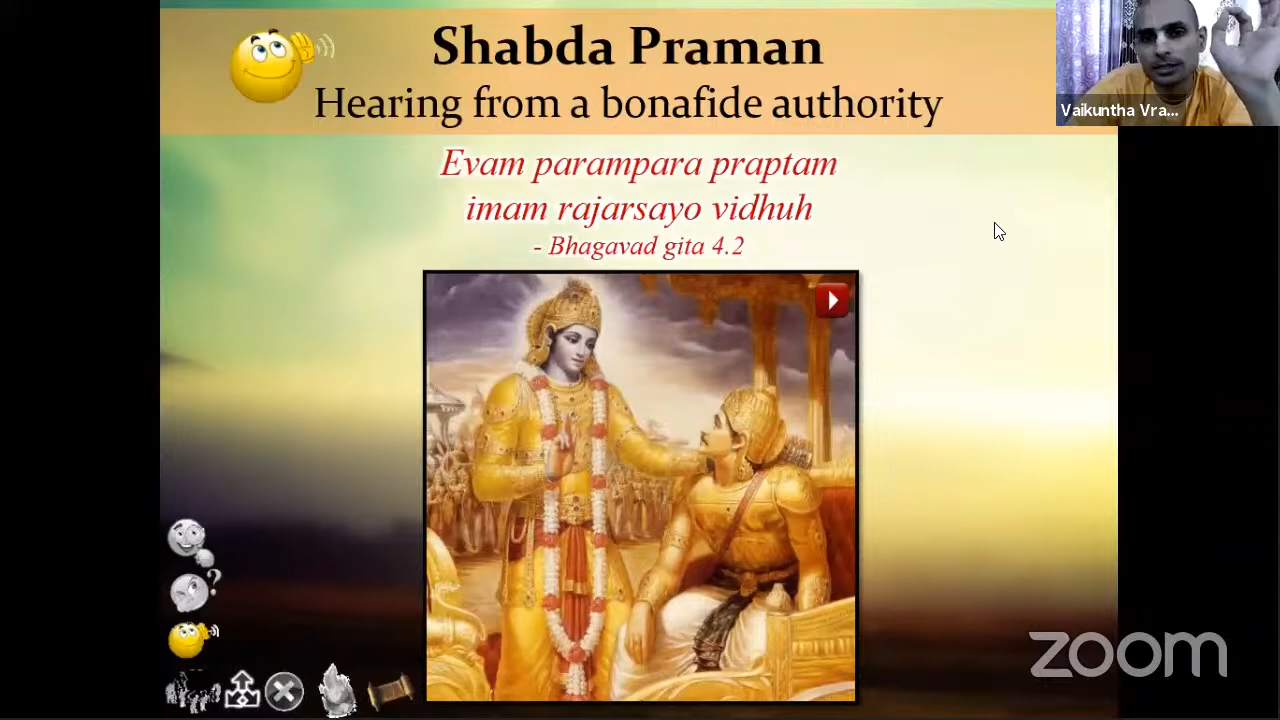 Shabda Praman
Hearing from a bonafide authority
Vaikuntha Vra...
Evam parampara praptam
imam rajarsayo vidhuh
- Bhagavad gita 4.2
?
zoom